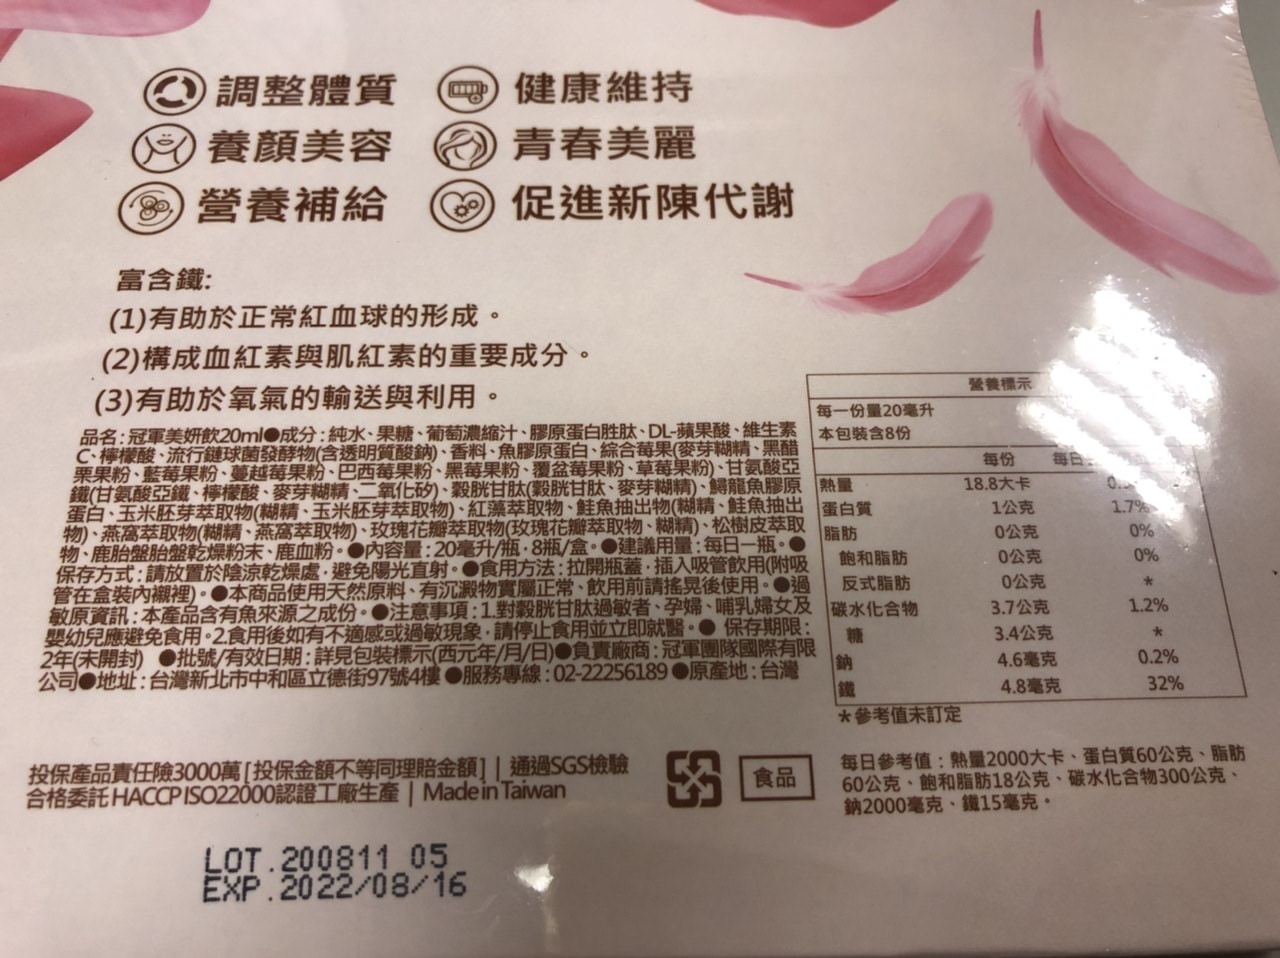 調整體質
健康維持
養顏美容
青春美麗
營養補給
促進新陳代謝
富含鐵:
(1)有助於正常紅血球的形成。
(2)構成血紅素與肌紅素的重要成分。
(3)有助於氧氣的輸送與利用。
品名:冠軍美妍飲20ml●成分:純水、果糖、葡萄濃縮汁、膠原蛋白胜肽、DL-蘋果酸、維生素
C、檸檬酸、流行鏈球菌發酵物(含透明質酸鈉)、香料、魚膠原蛋白、綜合莓果(麥芽糊精、黑醋
栗果粉、藍莓果粉、蔓越莓果粉、巴西莓果粉、黑莓果粉、覆盆莓果粉、草莓果粉)、甘氨酸亞
鐵(甘氨酸亞鐵、檸檬酸、麥芽糊精、二氧化矽)、穀胱甘肽(穀胱甘肽、麥芽糊精)、鱘龍魚膠原
蛋白、玉米胚芽萃取物(糊精、玉米胚芽萃取物)、紅藻萃取物、鮭魚抽出物(糊精、鮭魚抽出
物)、燕窩萃取物(糊精、燕窩萃取物)、玫瑰花瓣萃取物(玫瑰花瓣萃取物、糊精)、松樹皮萃取
物、鹿胎盤胎盤乾燥粉末、鹿血粉。●內容量:20毫升/瓶,8瓶/盒。●建議用量:每日一瓶。●
保存方式:請放置於陰涼乾燥處,避免陽光直射。●食用方法:拉開瓶蓋,插入吸管飲用(附吸
管在盒裝內襯裡)。●本商品使用天然原料、有沉澱物實屬正常、飲用前請搖晃後使用。●過
敏原資訊:本產品含有魚來源之成份。●注意事項:1.對穀胱甘肽過敏者、孕婦、哺乳婦女及
嬰幼兒應避免食用。2.食用後如有不適感或過敏現象,請停止食用並立即就醫。● 保存期限:
2年(未開封) ●批號/有效日期:詳見包裝標示(西元年/月/日)●負責廠商:冠軍團隊國際有限
公司●地址:台灣新北市中和區立德街97號4樓 ●服務專線:02-22256189 ●原產地:台灣
營養標示
每一份量20毫升
本包裝含8份
每份 每日
熱量 18.8大卡
蛋白質 1公克 1.7%
脂肪 0公克 0%
飽和脂肪 0公克 0%
反式脂肪 0公克 *
碳水化合物 3.7公克 1.2%
糖 3.4公克 *
鈉 4.6毫克 0.2%
鐵 4.8毫克 32%
*參考值未訂定
每日參考值:熱量2000大卡、蛋白質60公克、脂肪
60公克、飽和脂肪18公克、碳水化合物300公克、
鈉2000毫克、鐵15毫克。
投保產品責任險3000萬[投保金額不等同理賠金額]│通過SGS檢驗
合格委託HACCP ISO22000認證工廠生產│Made in Taiwan
食品
LOT.200811 05
EXP.2022/08/16